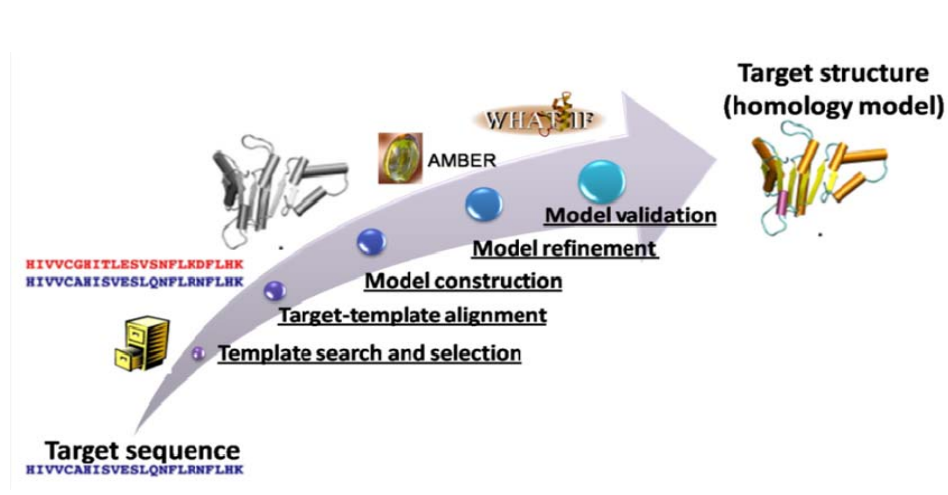 Target structure
(homology model)
WHAT IF
AMBER
Model validation
Model refinement
HIVVCGHITLESVSNFLKDFLHK
HIVVCAHISVESLQNFLRNFLHK
Model construction
Target-template alignment
Template search and selection
Target sequence
HIVVCAHISVESLQNFLRNFLHK